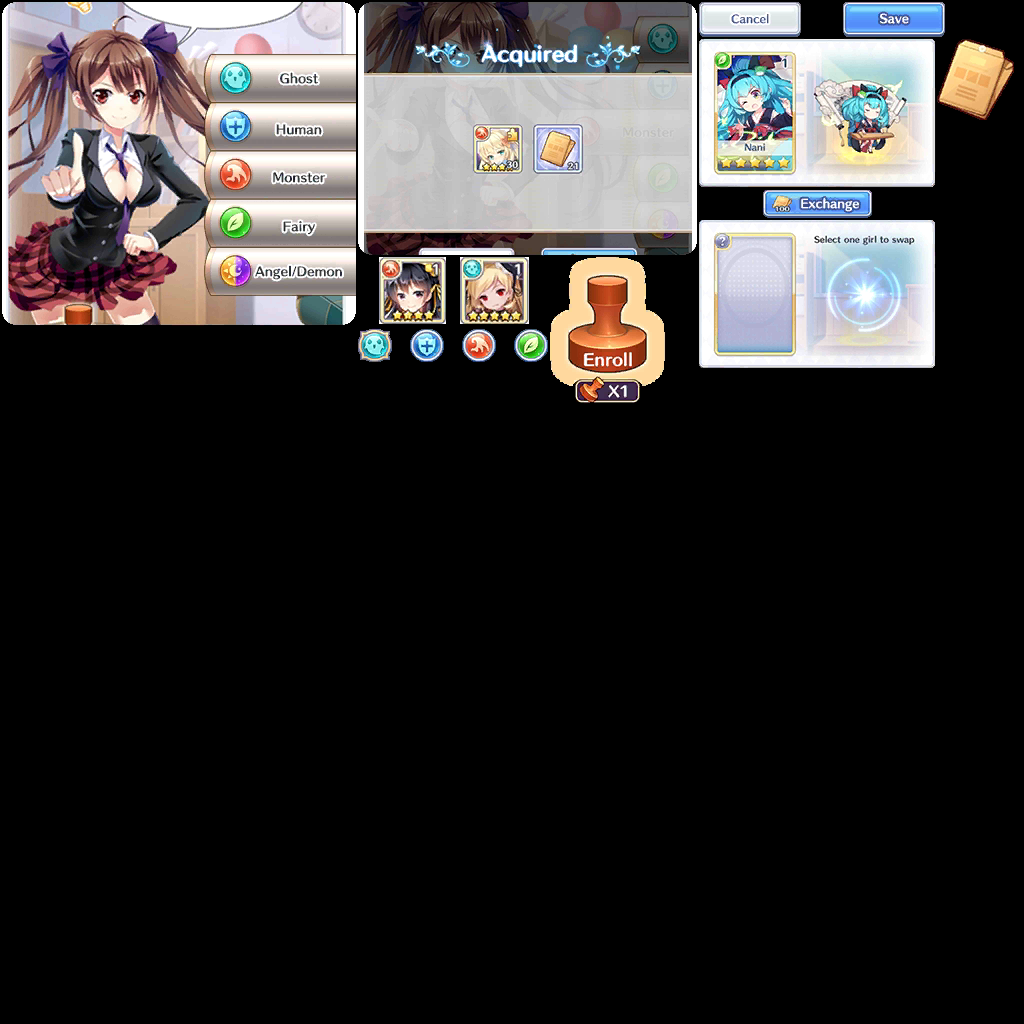 Ghost
Human
Monster
Fairy
Angel/Demon
Acquired
Monster
30
21
1
1
Enroll
X1
Cancel
Save
1
Nani
100
Exchange
?
Select one girl to swap